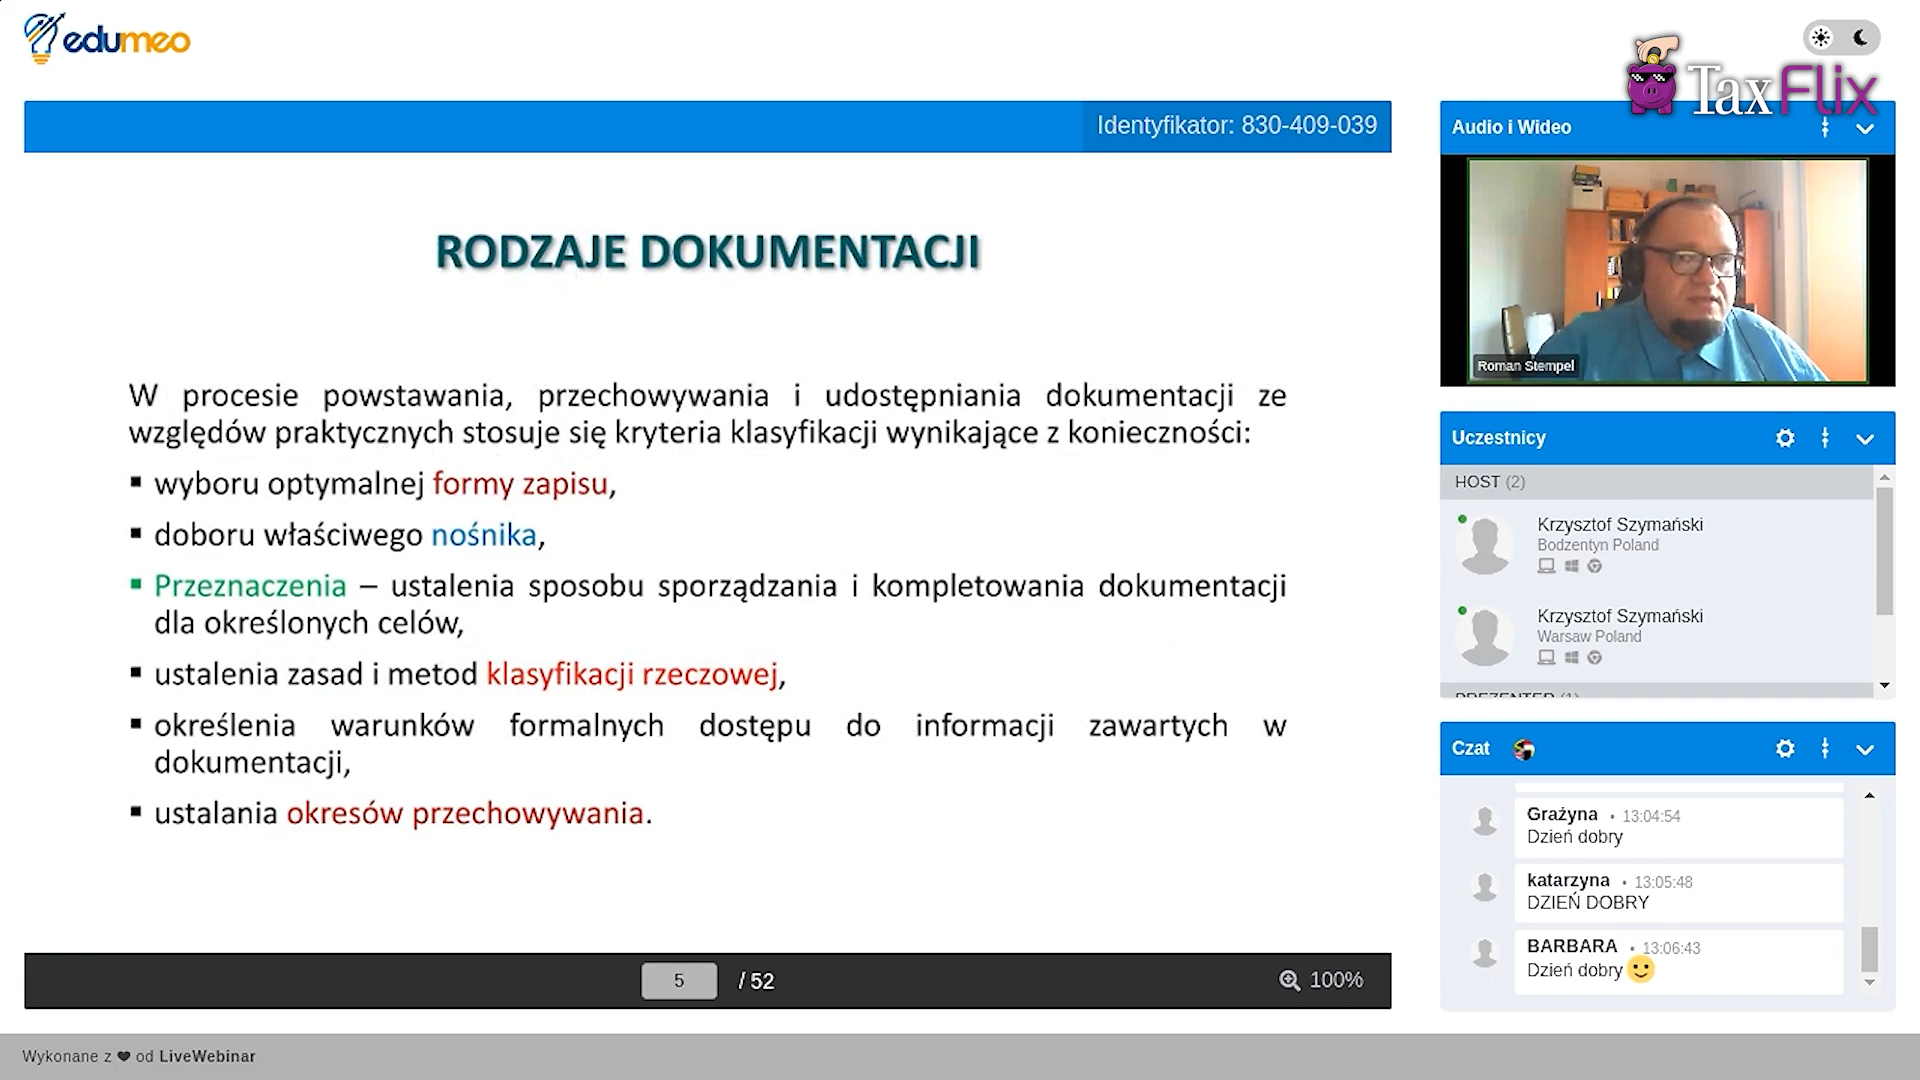 edumeo
TaxFlix
Identyfikator: 830-409-039
RODZAJE DOKUMENTACJI
W procesie powstawania, przechowywania i udostępniania dokumentacji ze
względów praktycznych stosuje się kryteria klasyfikacji wynikające z konieczności:
▪ wyboru optymalnej formy zapisu,
▪ doboru właściwego nośnika,
▪ Przeznaczenia – ustalenia sposobu sporządzania i kompletowania dokumentacji
dla określonych celów,
▪ ustalenia zasad i metod klasyfikacji rzeczowej,
▪ określenia warunków formalnych dostępu do informacji zawartych w
dokumentacji,
▪ ustalania okresów przechowywania.
5 / 52
100%
Audio i Wideo
Roman Stempel
Uczestnicy
HOST (2)
Krzysztof Szymański
Bodzentyn Poland
Krzysztof Szymański
Warsaw Poland
PREZENTER (1)
Czat
Grażyna • 13:04:54
Dzień dobry
katarzyna • 13:05:48
DZIEŃ DOBRY
BARBARA • 13:06:43
Dzień dobry 🙂
Wykonane z ❤ od LiveWebinar